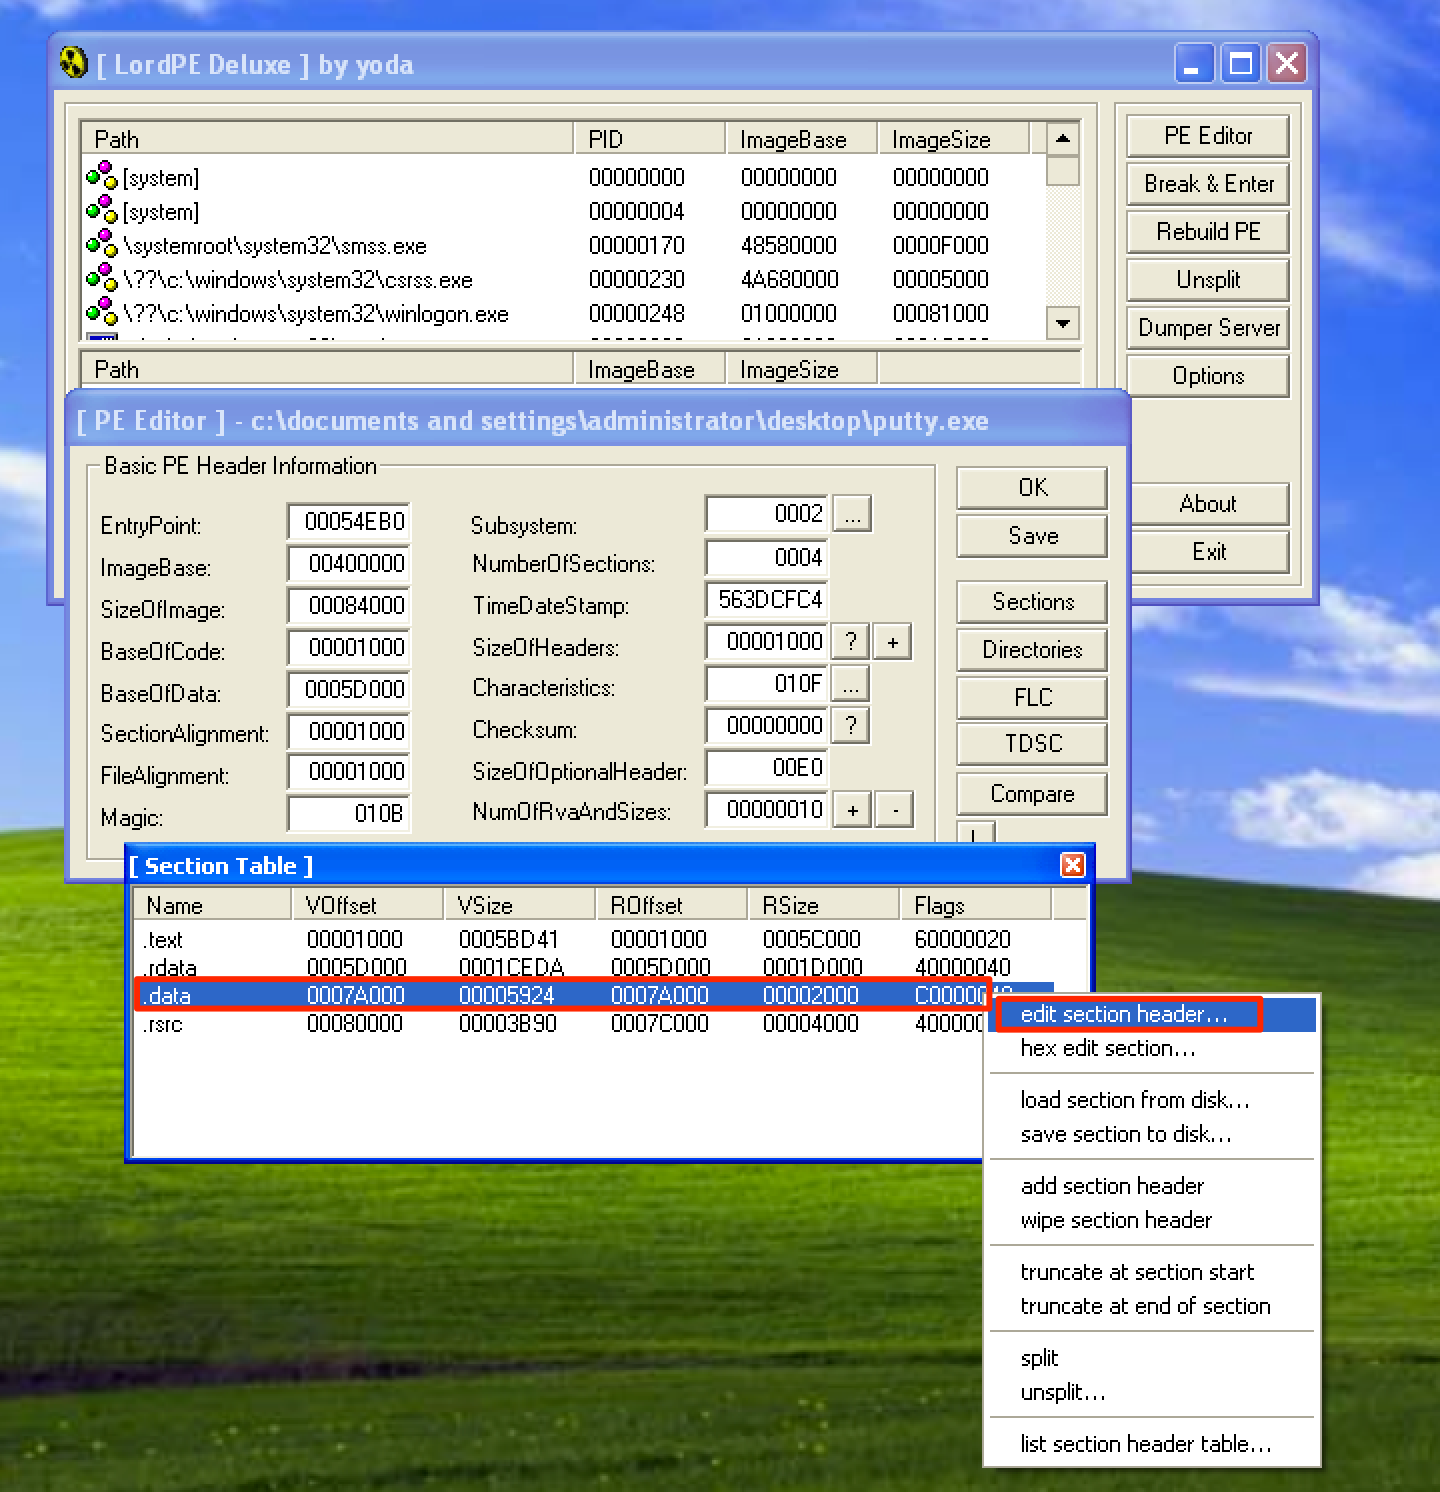 [ LordPE Deluxe ] by yoda
Path PID ImageBase ImageSize
[system] 00000000 00000000 00000000
[system] 00000004 00000000 00000000
\systemroot\system32\smss.exe 00000170 48580000 0000F000
\??\c:\windows\system32\csrss.exe 00000230 4A680000 00005000
\??\c:\windows\system32\winlogon.exe 00000248 01000000 00081000
Path ImageBase ImageSize
PE Editor
Break & Enter
Rebuild PE
Unsplit
Dumper Server
Options
About
Exit
[ PE Editor ] - c:\documents and settings\administrator\desktop\putty.exe
Basic PE Header Information
EntryPoint: 00054EB0
ImageBase: 00400000
SizeOfImage: 00084000
BaseOfCode: 00001000
BaseOfData: 0005D000
SectionAlignment: 00001000
FileAlignment: 00001000
Magic: 010B
Subsystem: 0002 ...
NumberOfSections: 0004
TimeDateStamp: 563DCFC4
SizeOfHeaders: 00001000 ? +
Characteristics: 010F ...
Checksum: 00000000 ?
SizeOfOptionalHeader: 00E0
NumOfRvaAndSizes: 00000010 + -
OK
Save
Sections
Directories
FLC
TDSC
Compare
[ Section Table ]
Name VOffset VSize ROffset RSize Flags
.text 00001000 0005BD41 00001000 0005C000 60000020
.rdata 0005D000 0001CEDA 0005D000 0001D000 40000040
.data 0007A000 00005924 0007A000 00002000
.rsrc 00080000 00003B90 0007C000 00004000
edit section header...
hex edit section...
load section from disk...
save section to disk...
add section header
wipe section header
truncate at section start
truncate at end of section
split
unsplit...
list section header table...